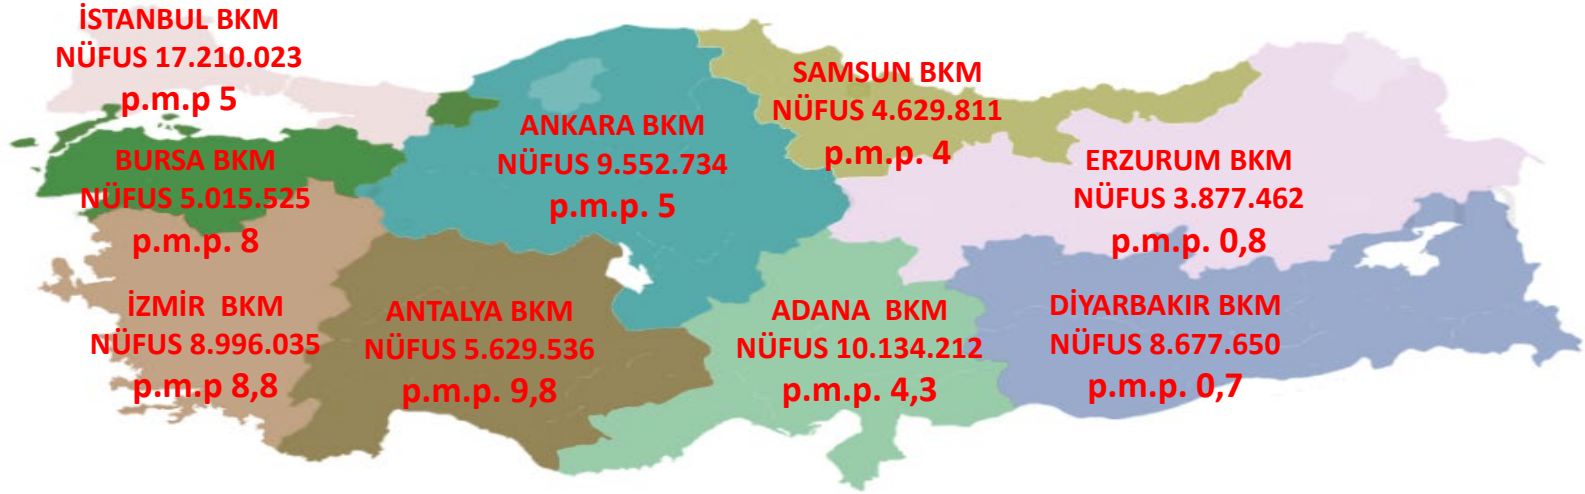 İSTANBUL BKM
NÜFUS 17.210.023
p.m.p 5
BURSA BKM
NÜFUS 5.015.525
p.m.p. 8
İZMİR BKM
NÜFUS 8.996.035
p.m.p 8,8
ANKARA BKM
NÜFUS 9.552.734
p.m.p. 5
ANTALYA BKM
NÜFUS 5.629.536
p.m.p. 9,8
SAMSUN BKM
NÜFUS 4.629.811
p.m.p. 4
ADANA BKM
NÜFUS 10.134.212
p.m.p. 4,3
ERZURUM BKM
NÜFUS 3.877.462
p.m.p. 0,8
DİYARBAKIR BKM
NÜFUS 8.677.650
p.m.p. 0,7